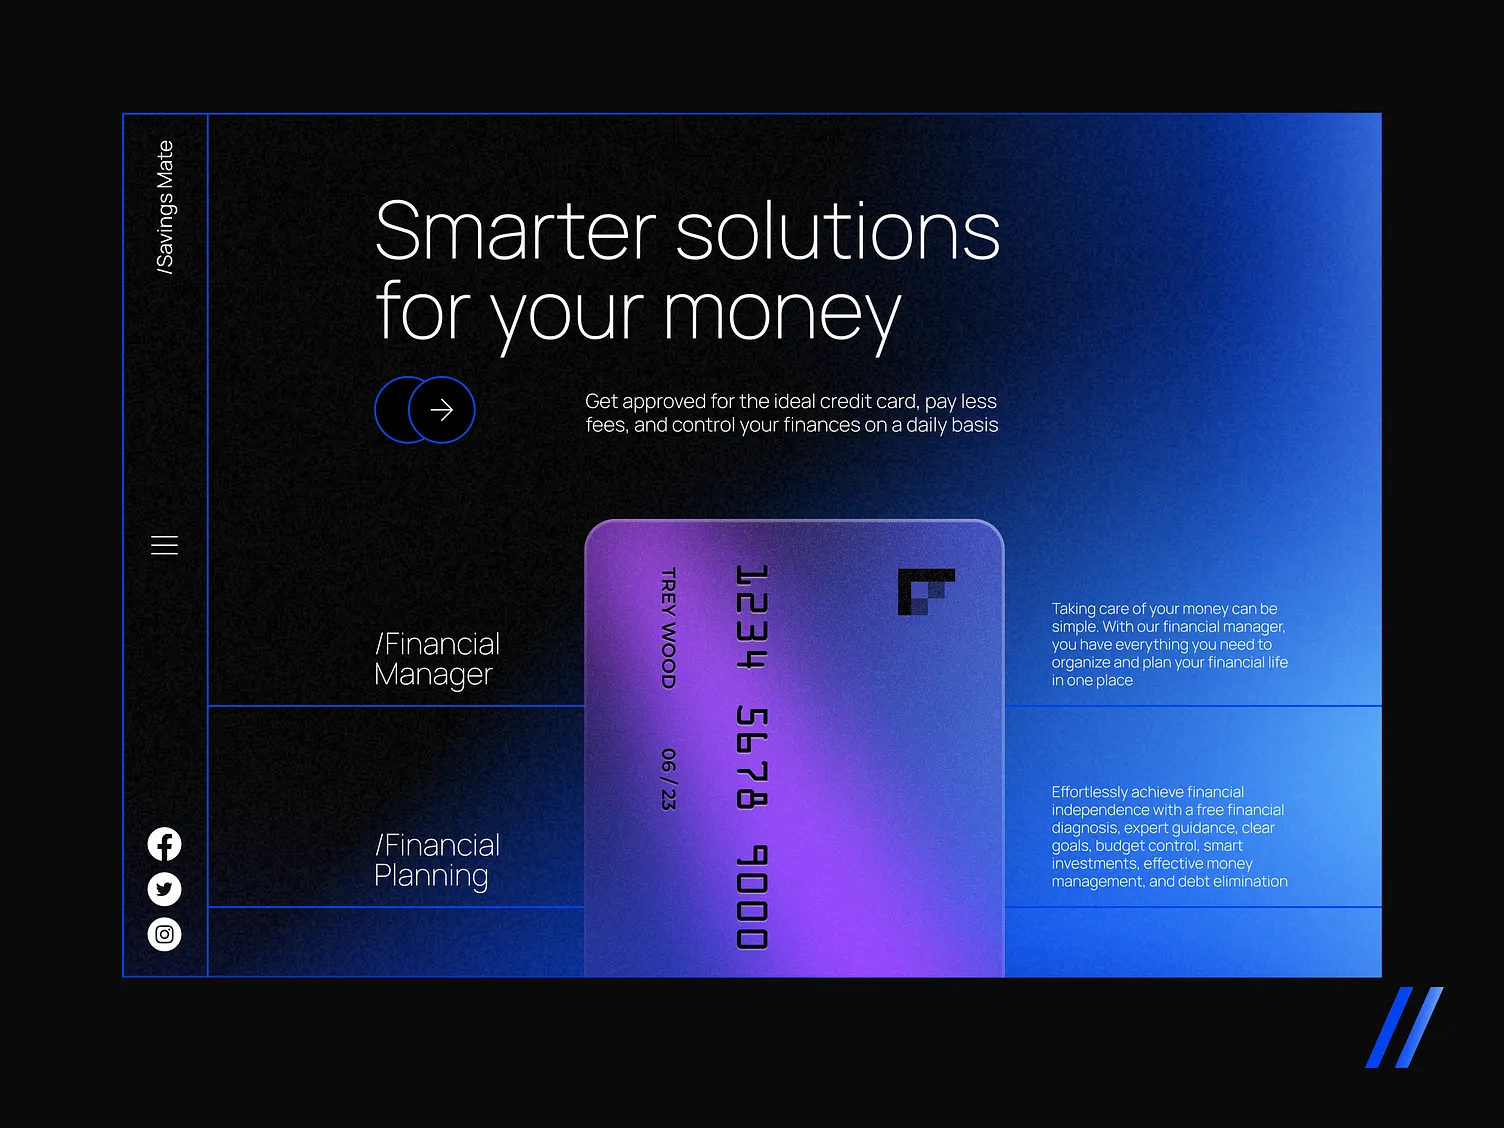 /Savings Mate
Smarter solutions
for your money
Get approved for the ideal credit card, pay less
fees, and control your finances on a daily basis
/Financial
Manager
TREY WOOD 06 / 23
1234 5678 9000
Taking care of your money can be
simple. With our financial manager,
you have everything you need to
organize and plan your financial life
in one place
/Financial
Planning
Effortlessly achieve financial
independence with a free financial
diagnosis, expert guidance, clear
goals, budget control, smart
investments, effective money
management, and debt elimination